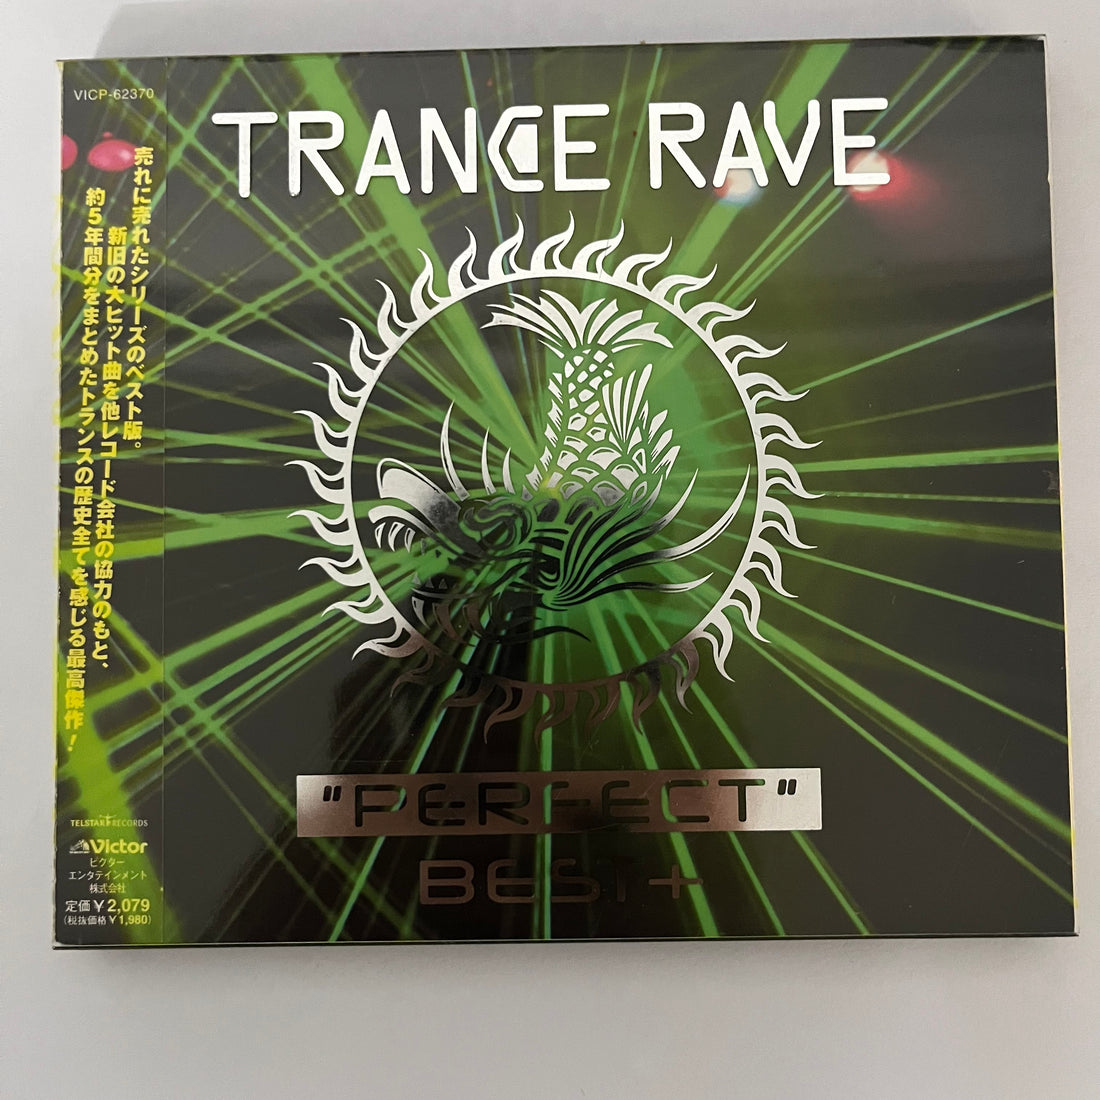 VICP-62370
TRANCE RAVE
売れに売れたシリーズのベスト版。
新旧の大ヒット曲を他レコード会社の協力のもと、
約5年間分をまとめたトランスの歴史全てを感じる最高傑作！
"PERFECT"
BEST+
TELSTAR RECORDS
Victor
ビクター
エンタテインメント
株式会社
定価￥2,079
(税抜価格￥1,980)